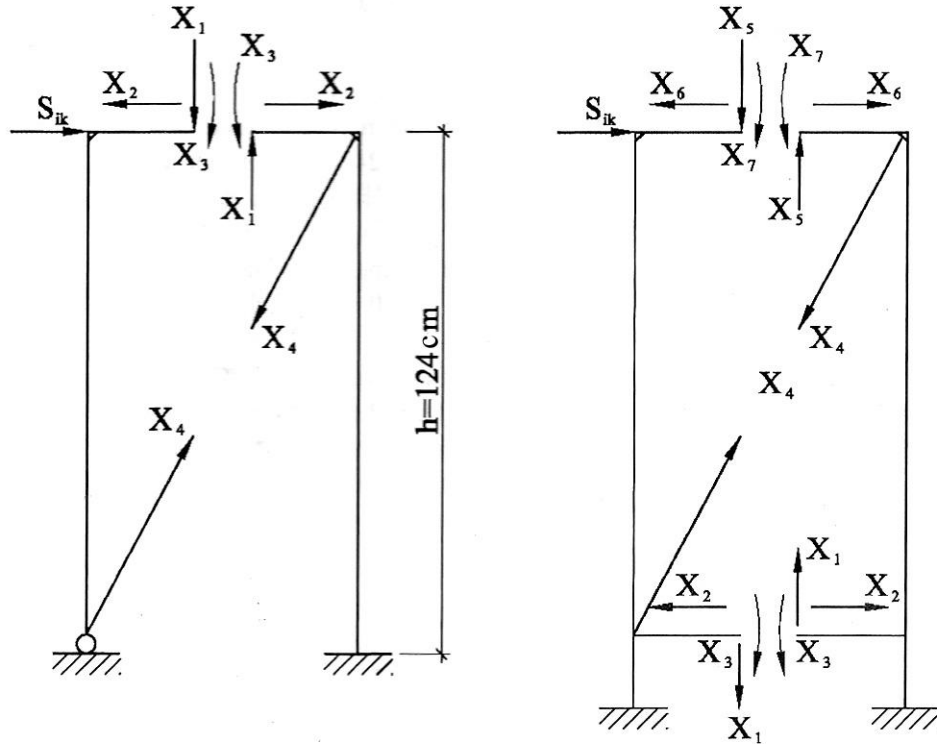 X₁
X₃
X₂
X₂
Sᵢₖ
X₃
X₁
X₄
X₄
h=124cm
X₅
X₇
X₆
X₆
Sᵢₖ
X₇
X₅
X₄
X₄
X₁
X₂
X₂
X₃
X₃
X₁